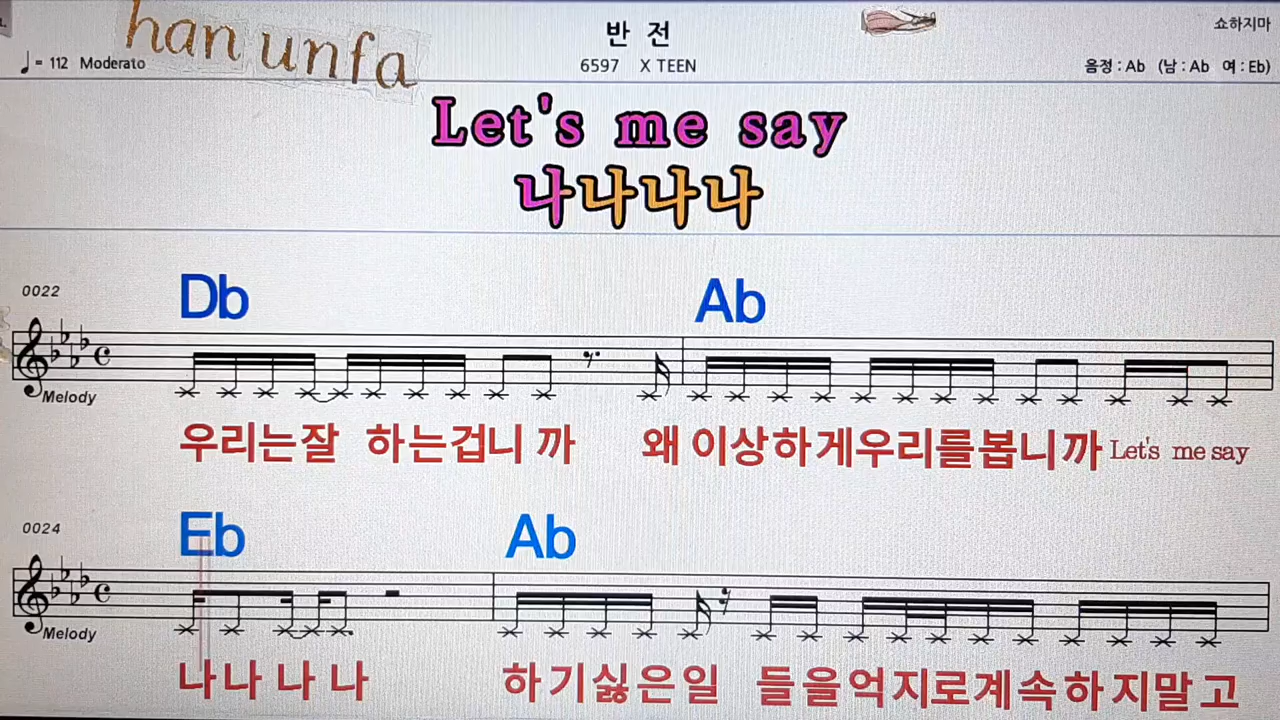 han unfa
반 전
쇼하지마
♩= 112 Moderato
6597 X TEEN
음정 : Ab (남 : Ab 여 : Eb)
Let's me say
나나나나
0022
Db Ab
Melody
우리는잘 하는겁니 까 왜 이상하게우리를봅니까 Let's me say
0024
Eb Ab
Melody
나나 나 나 하기싫은일 들을억지로계속하지말고